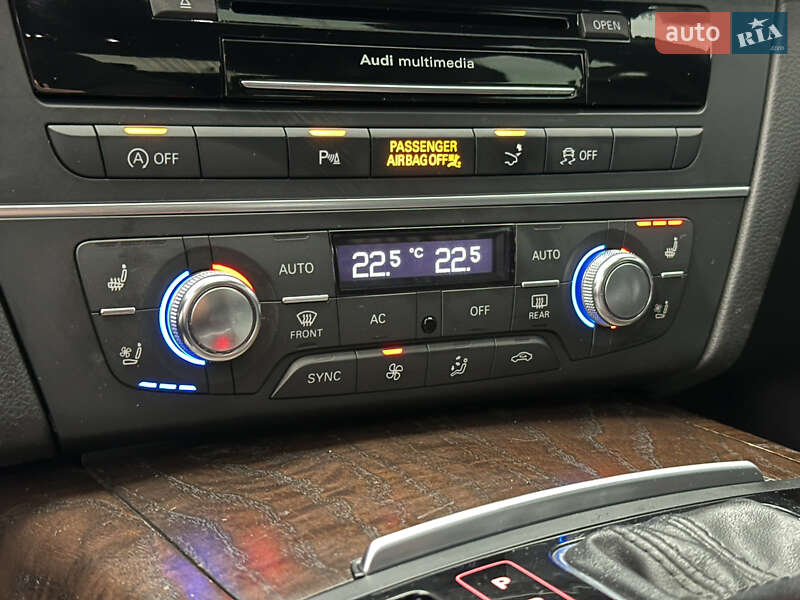 OPEN
auto RIA .com
Audi multimedia
A OFF P PASSENGER AIRBAG OFF OFF
22.5 °C 22.5
AUTO AUTO
FRONT AC OFF REAR
SYNC
P